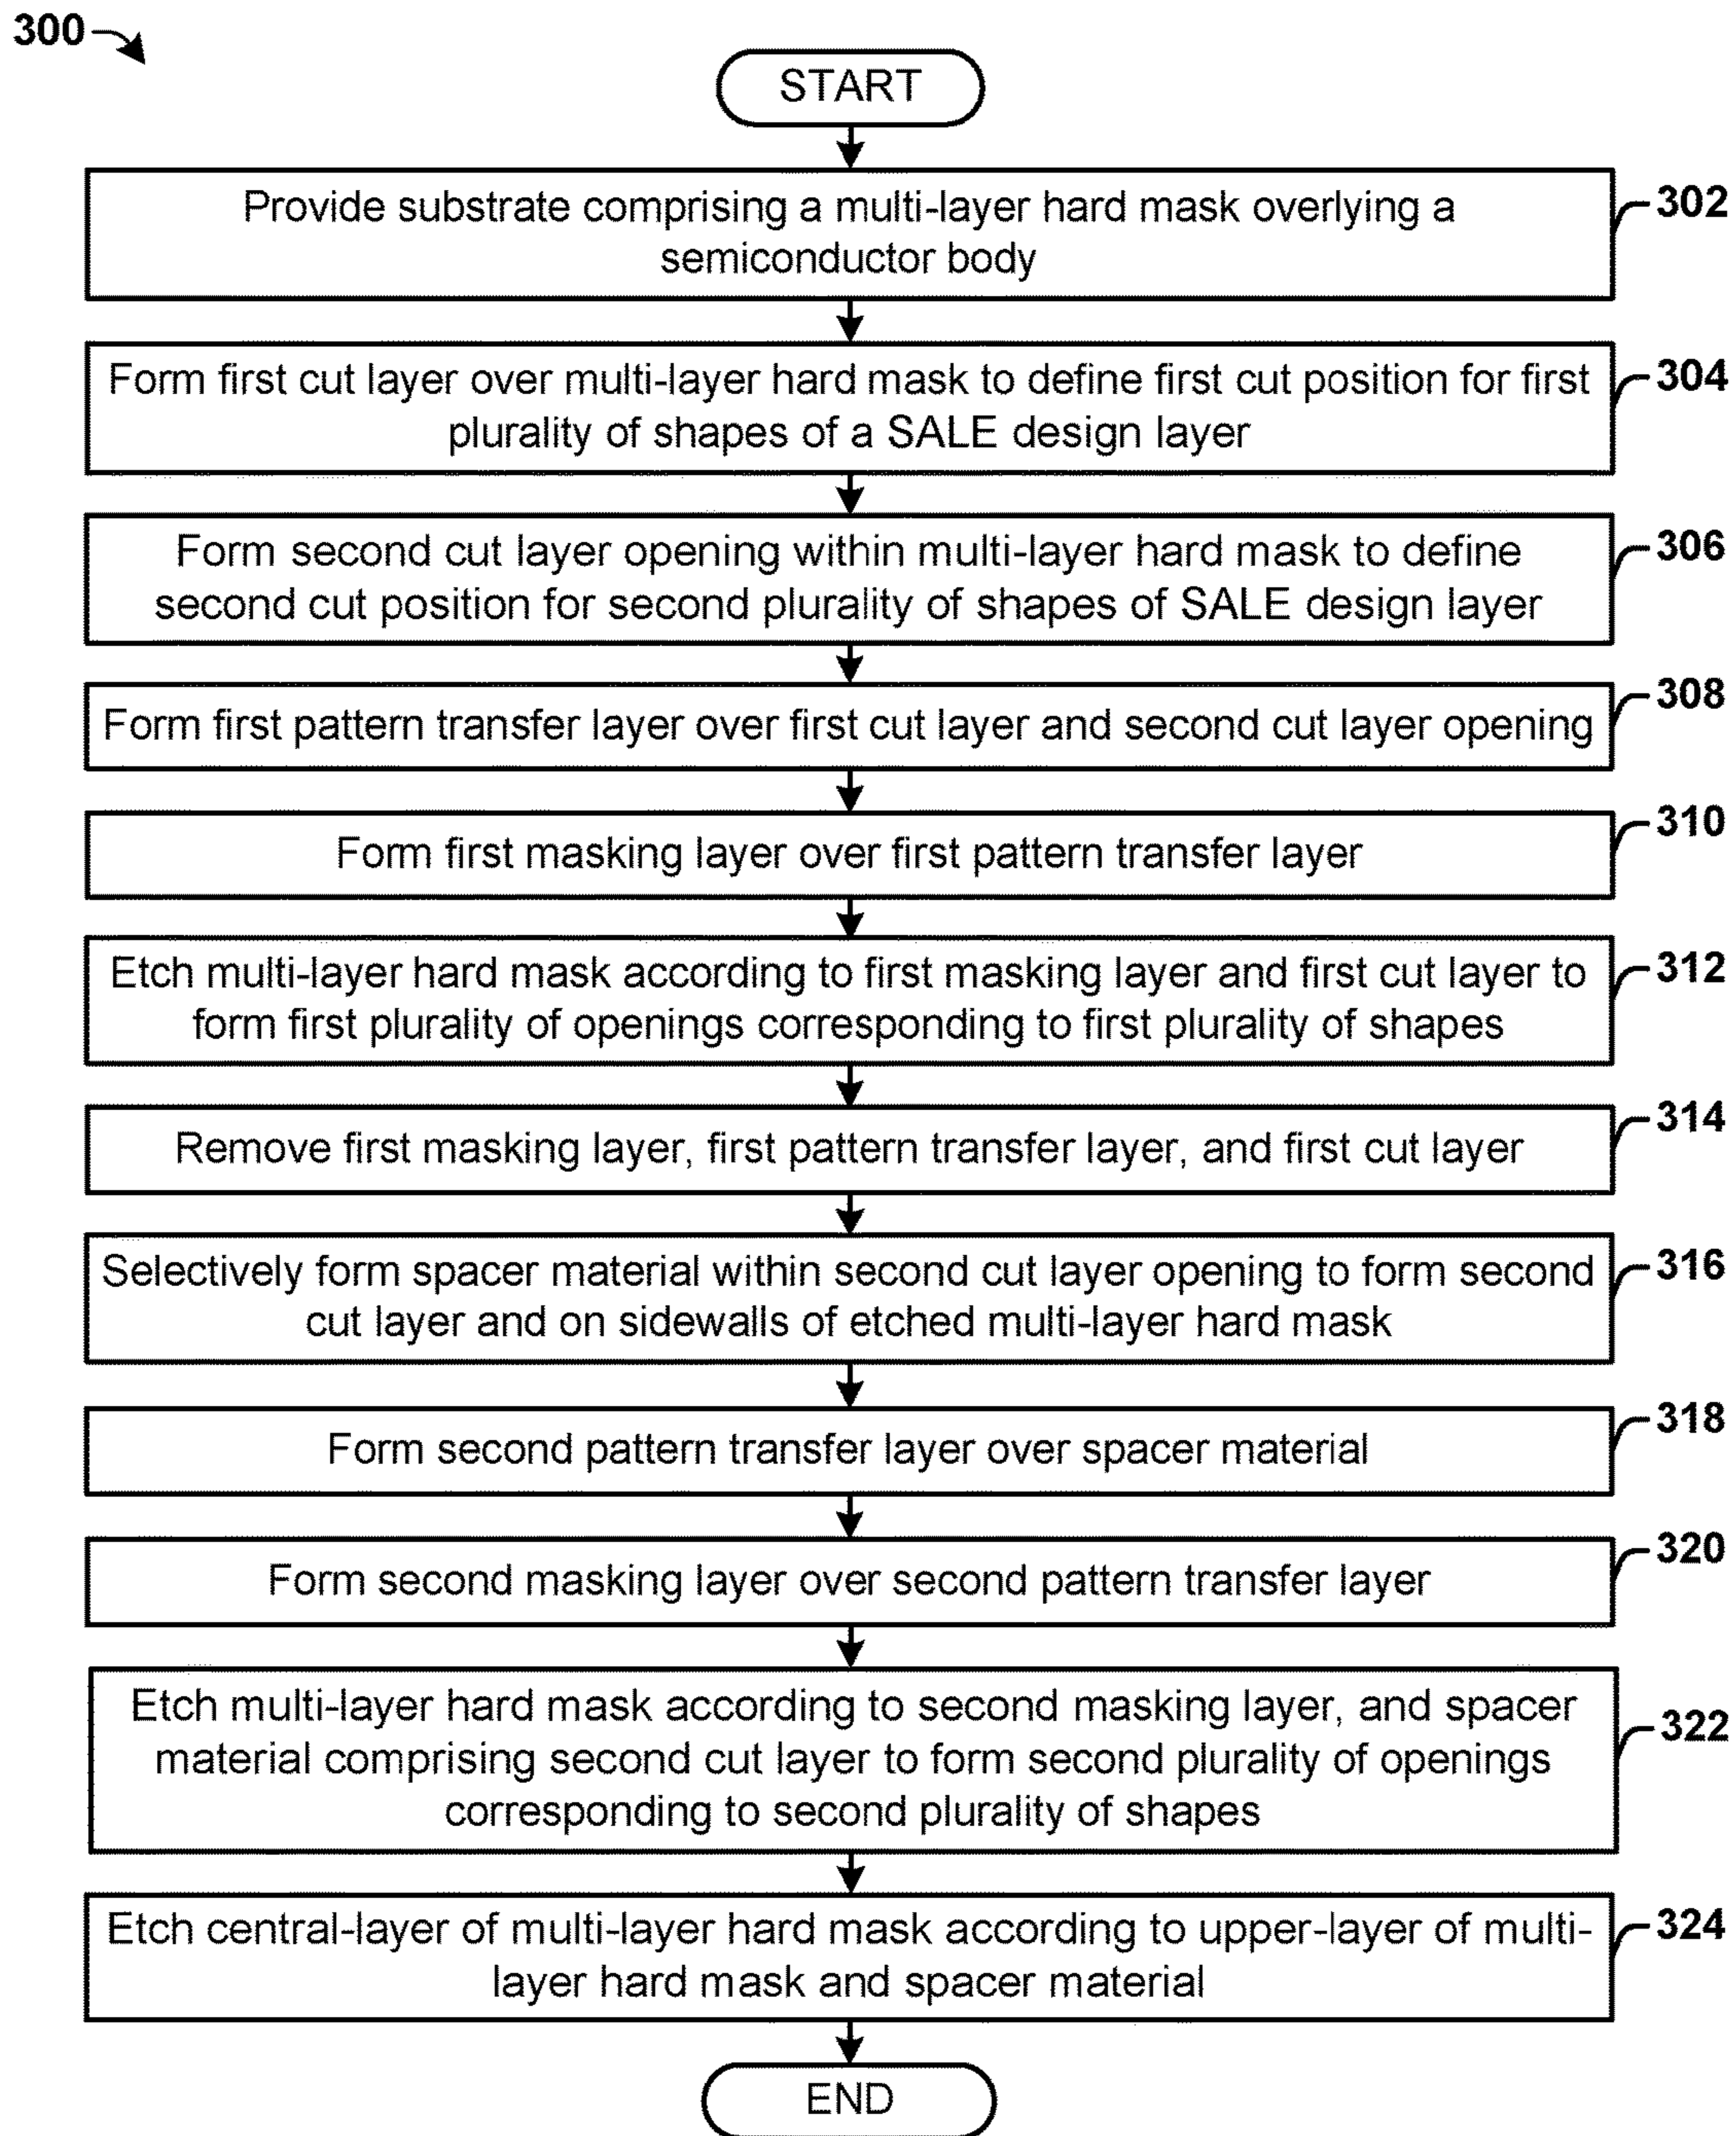 300
START
Provide substrate comprising a multi-layer hard mask overlying a
semiconductor body
302
Form first cut layer over multi-layer hard mask to define first cut position for first
plurality of shapes of a SALE design layer
304
Form second cut layer opening within multi-layer hard mask to define
second cut position for second plurality of shapes of SALE design layer
306
Form first pattern transfer layer over first cut layer and second cut layer opening
308
Form first masking layer over first pattern transfer layer
310
Etch multi-layer hard mask according to first masking layer and first cut layer to
form first plurality of openings corresponding to first plurality of shapes
312
Remove first masking layer, first pattern transfer layer, and first cut layer
314
Selectively form spacer material within second cut layer opening to form second
cut layer and on sidewalls of etched multi-layer hard mask
316
Form second pattern transfer layer over spacer material
318
Form second masking layer over second pattern transfer layer
320
Etch multi-layer hard mask according to second masking layer, and spacer
material comprising second cut layer to form second plurality of openings
corresponding to second plurality of shapes
322
Etch central-layer of multi-layer hard mask according to upper-layer of multi-
layer hard mask and spacer material
324
END